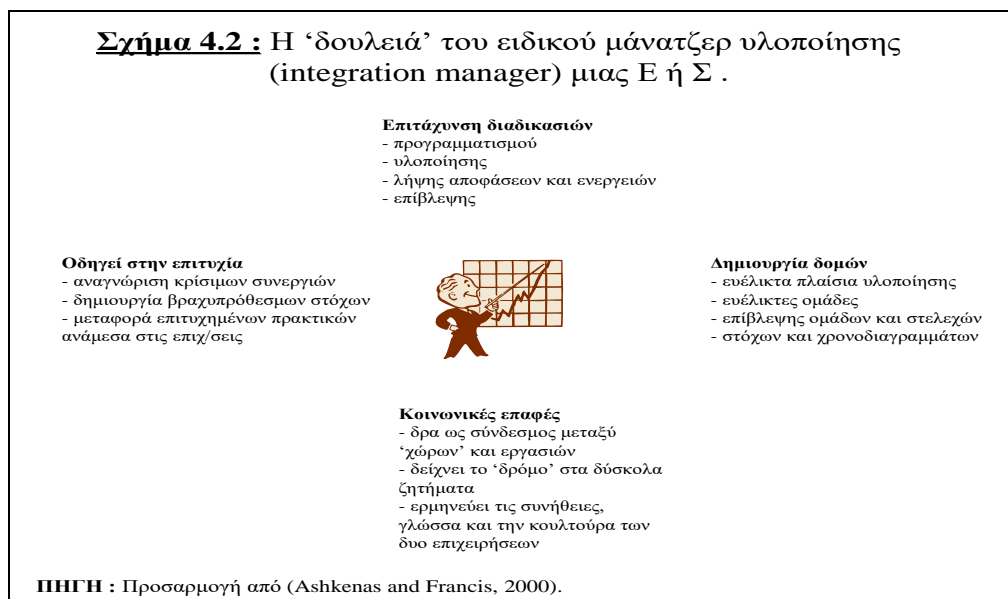 Σχήμα 4.2 : Η ‘δουλειά’ του ειδικού μάνατζερ υλοποίησης
(integration manager) μιας Ε ή Σ .
Επιτάχυνση διαδικασιών
- προγραμματισμού
- υλοποίησης
- λήψης αποφάσεων και ενεργειών
- επίβλεψης
Οδηγεί στην επιτυχία
- αναγνώριση κρίσιμων συνεργιών
- δημιουργία βραχυπρόθεσμων στόχων
- μεταφορά επιτυχημένων πρακτικών
ανάμεσα στις επιχ/σεις
Δημιουργία δομών
- ευέλικτα πλαίσια υλοποίησης
- ευέλικτες ομάδες
- επίβλεψης ομάδων και στελεχών
- στόχων και χρονοδιαγραμμάτων
Κοινωνικές επαφές
- δρα ως σύνδεσμος μεταξύ
‘χώρων’ και εργασιών
- δείχνει το ‘δρόμο’ στα δύσκολα
ζητήματα
- ερμηνεύει τις συνήθειες,
γλώσσα και την κουλτούρα των
δυο επιχειρήσεων
ΠΗΓΗ : Προσαρμογή από (Ashkenas and Francis, 2000).